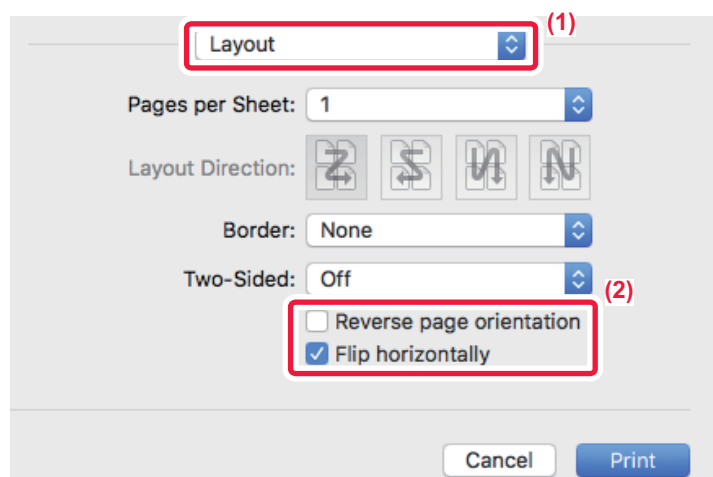 (1)
Layout
Pages per Sheet: 1
Layout Direction:
Border: None
Two-Sided: Off
(2)
Reverse page orientation
Flip horizontally
Cancel Print